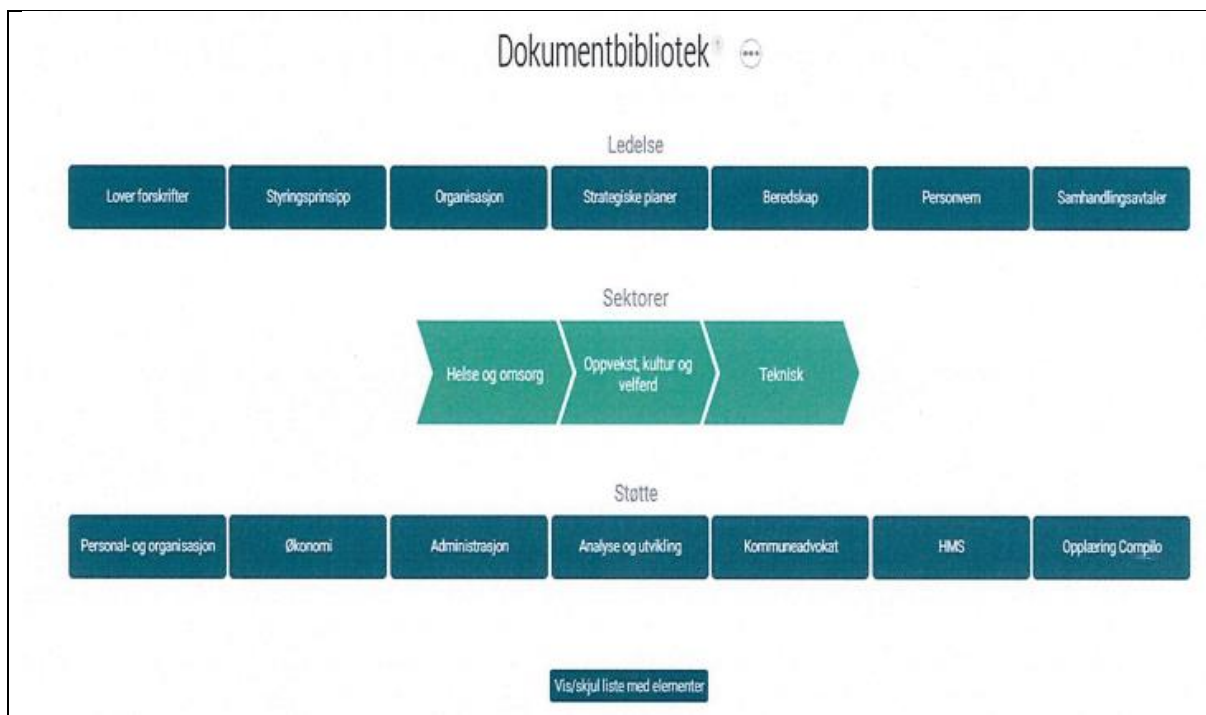 Dokumentbibliotek
Ledelse
Lover forskrifter
Styringsprinsipp
Organisasjon
Strategiske planer
Beredskap
Personvern
Samhandlingsavtaler
Sektorer
Helse og omsorg
Oppvekst, kultur og
velferd
Teknisk
Støtte
Personal- og organisasjon
Økonomi
Administrasjon
Analyse og utvikling
Kommuneadvokat
HMS
Opplæring Compilo
Vis/skjul liste med elementer